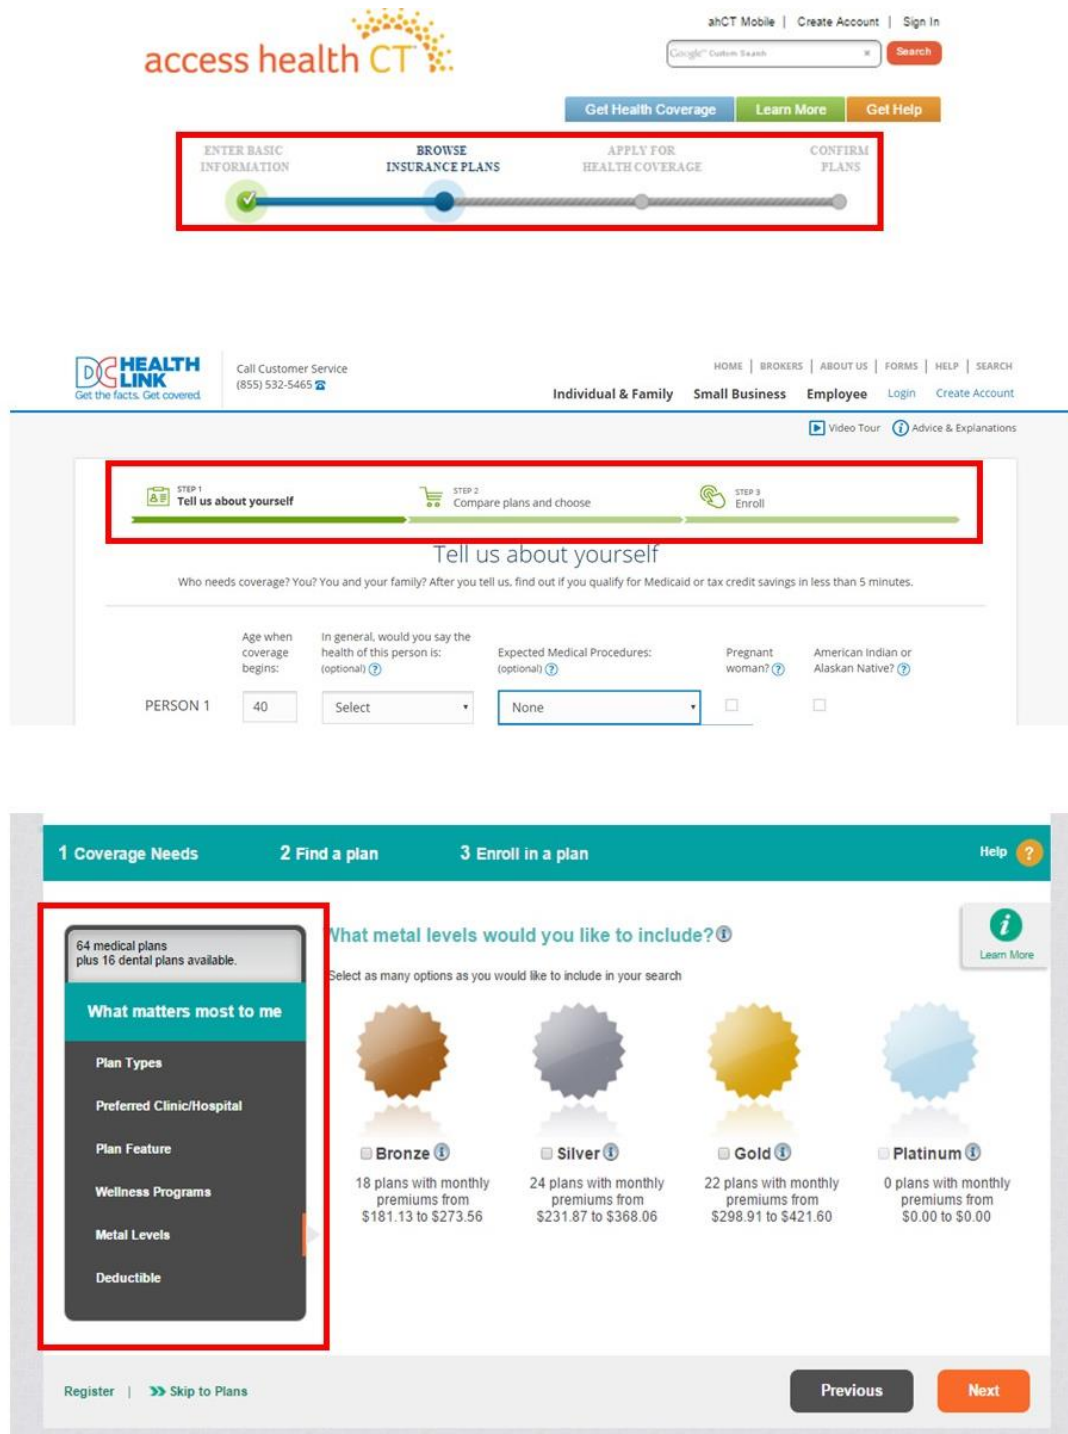 access health CT
ahCT Mobile | Create Account | Sign In
Google™ Custom Search × Search
Get Health Coverage Learn More Get Help
ENTER BASIC INFORMATION
BROWSE INSURANCE PLANS
APPLY FOR HEALTH COVERAGE
CONFIRM PLANS
DC HEALTH LINK
Get the facts. Get covered.
Call Customer Service
(855) 532-5465
HOME | BROKERS | ABOUT US | FORMS | HELP | SEARCH
Individual & Family Small Business Employee Login Create Account
Video Tour Advice & Explanations
STEP 1
Tell us about yourself
STEP 2
Compare plans and choose
STEP 3
Enroll
Tell us about yourself
Who needs coverage? You? You and your family? After you tell us, find out if you qualify for Medicaid or tax credit savings in less than 5 minutes.
Age when
coverage
begins:
In general, would you say the
health of this person is:
(optional) ?
Expected Medical Procedures:
(optional) ?
Pregnant
woman? ?
American Indian or
Alaskan Native? ?
PERSON 1 40 Select None
1 Coverage Needs 2 Find a plan 3 Enroll in a plan Help ?
64 medical plans
plus 16 dental plans available.
What matters most to me
Plan Types
Preferred Clinic/Hospital
Plan Feature
Wellness Programs
Metal Levels
Deductible
What metal levels would you like to include? i
Select as many options as you would like to include in your search
i
Learn More
Bronze i
18 plans with monthly
premiums from
$181.13 to $273.56
Silver i
24 plans with monthly
premiums from
$231.87 to $368.06
Gold i
22 plans with monthly
premiums from
$298.91 to $421.60
Platinum i
0 plans with monthly
premiums from
$0.00 to $0.00
Register | Skip to Plans Previous Next